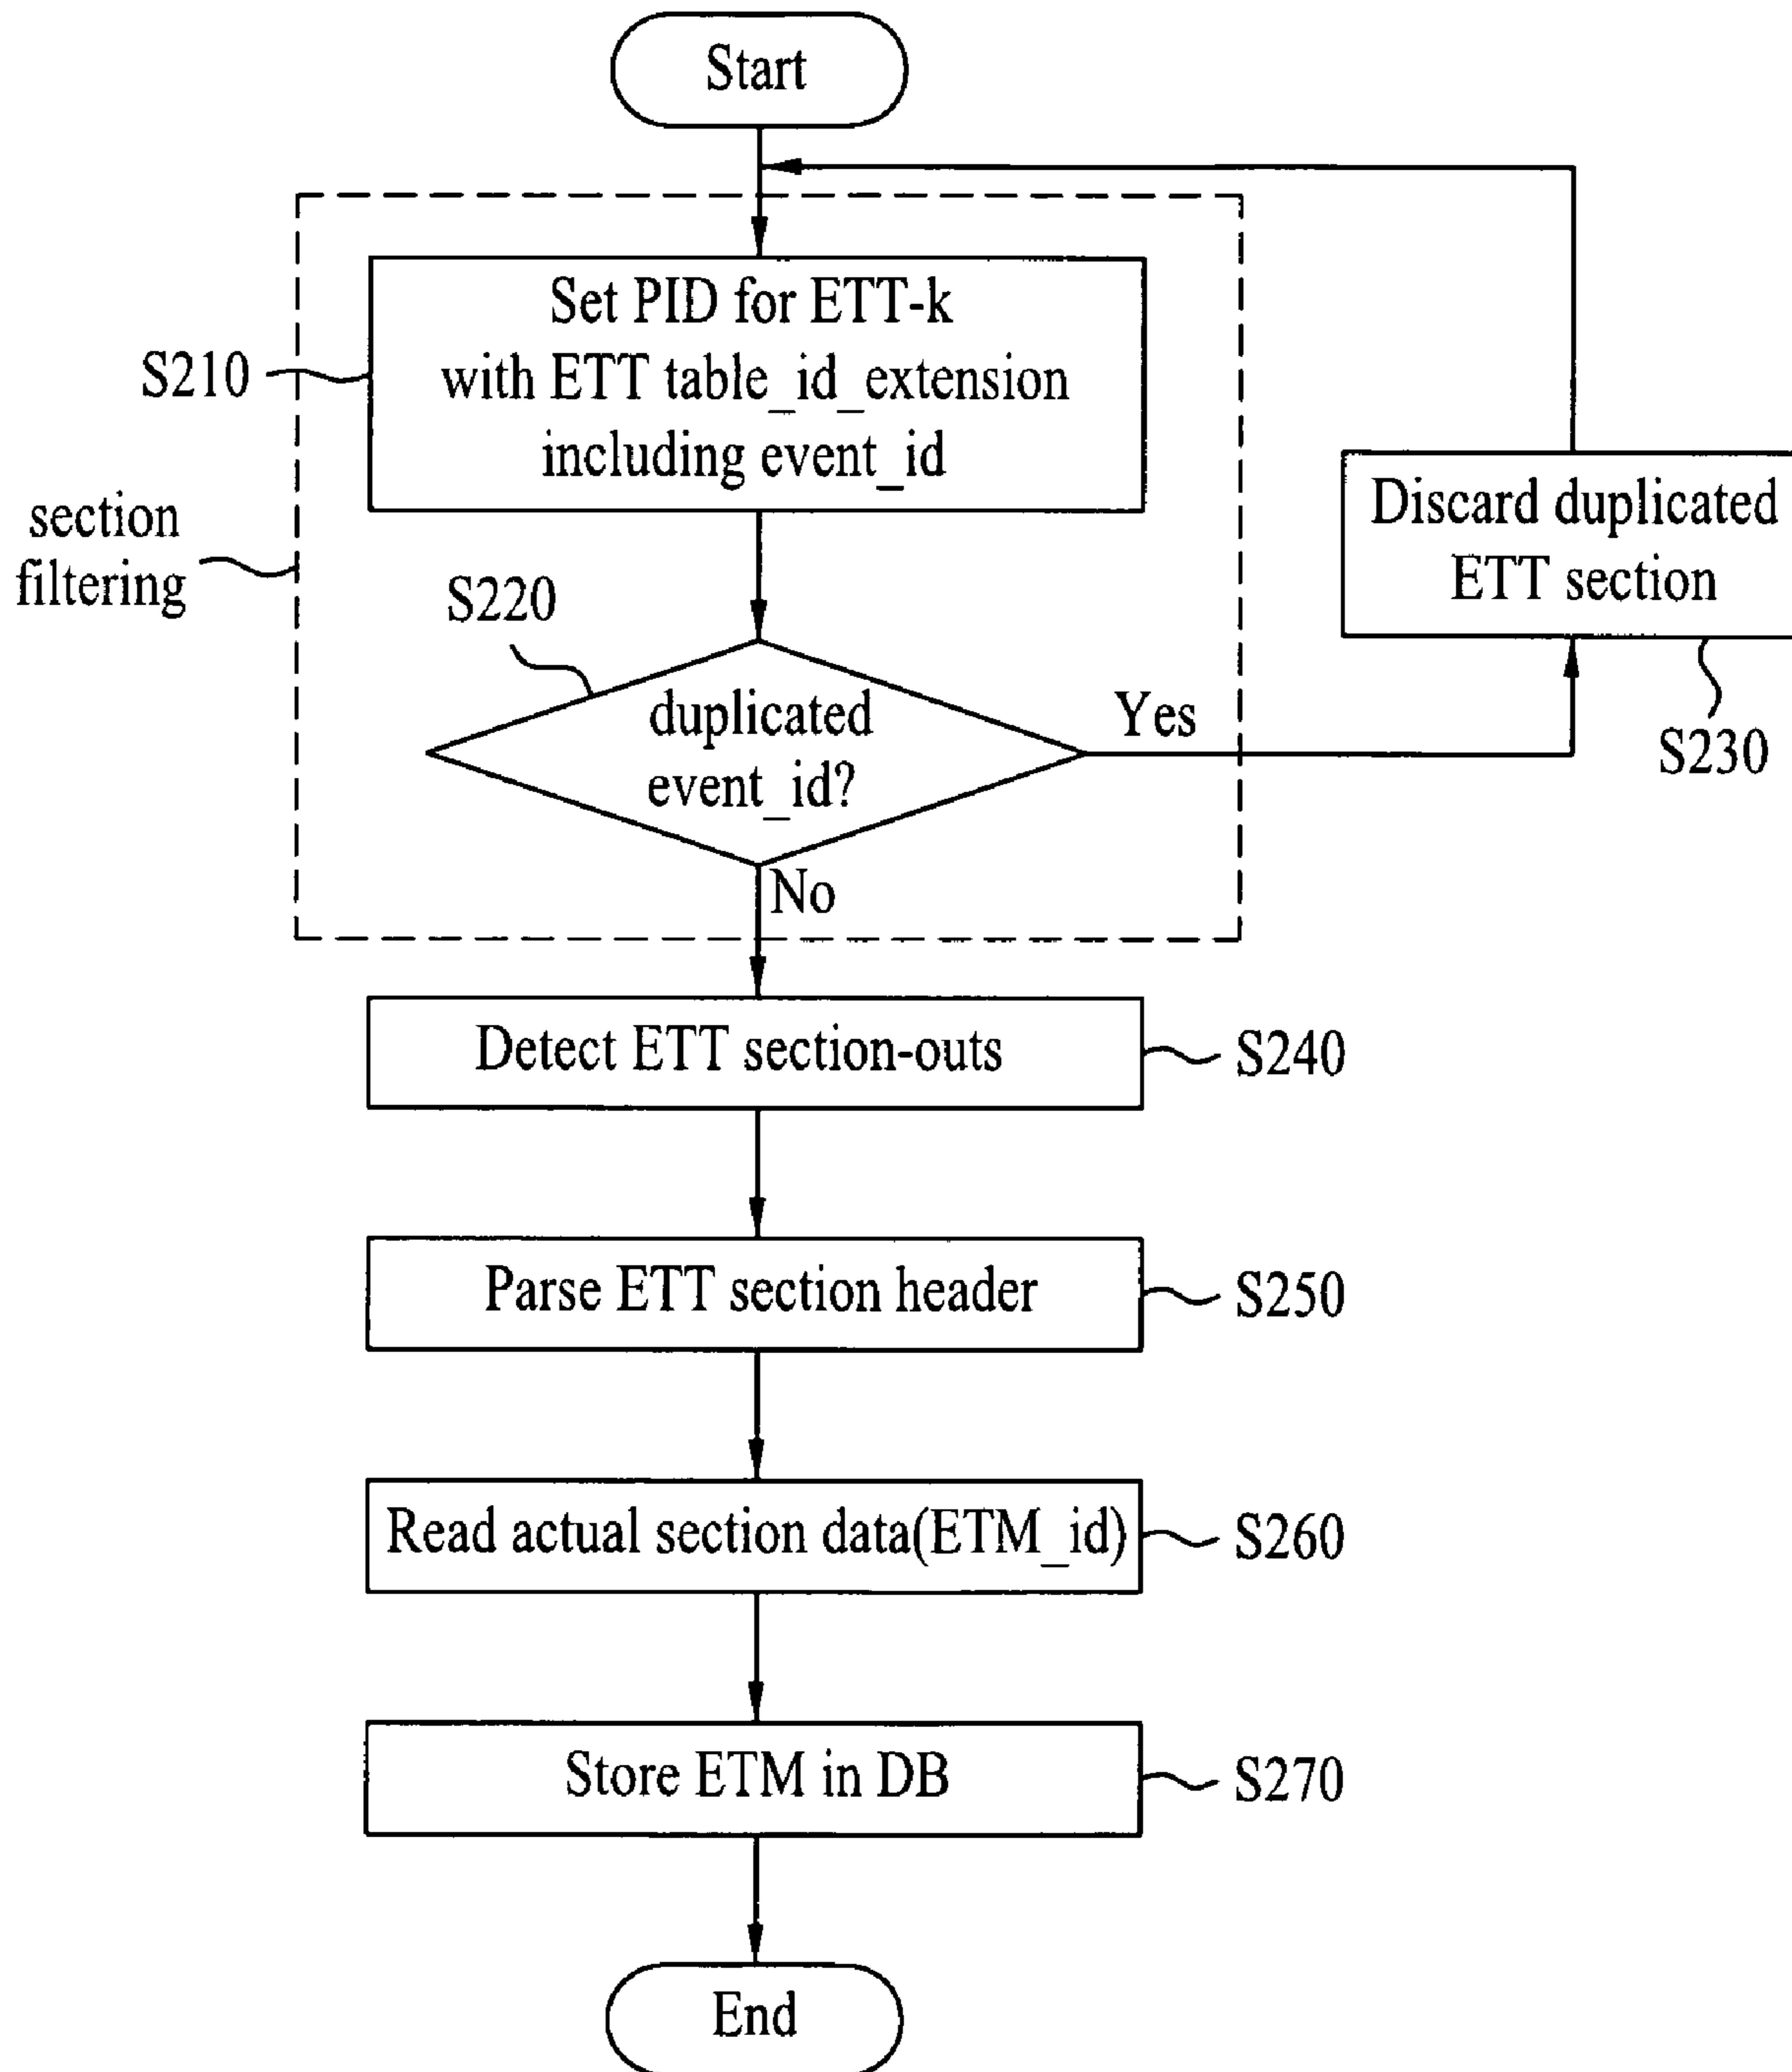 Start
Set PID for ETT-k
with ETT table_id_extension
including event_id
S210
section
filtering
S220
duplicated
event_id?
Yes
No
Discard duplicated
ETT section
S230
Detect ETT section-outs
S240
Parse ETT section header
S250
Read actual section data(ETM_id)
S260
Store ETM in DB
S270
End